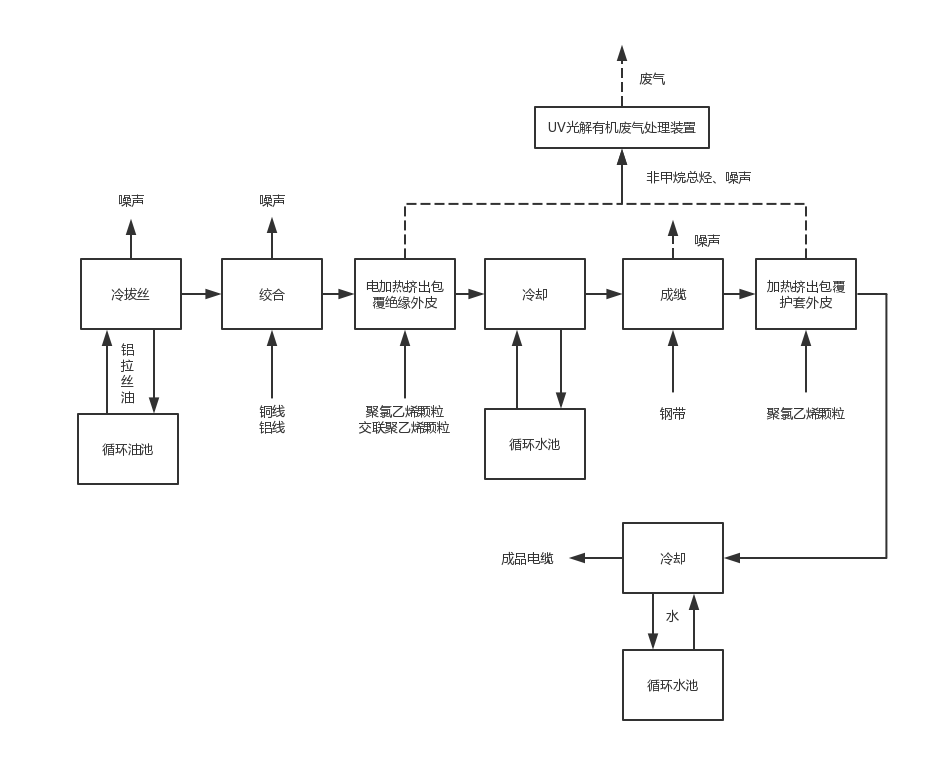 废气
UV光解有机废气处理装置
非甲烷总烃、噪声
噪声
噪声
噪声
冷拔丝
绞合
电加热挤出包
覆绝缘外皮
冷却
成缆
加热挤出包覆
护套外皮
铝
拉
丝
油
铜线
铝线
聚氯乙烯颗粒
交联聚乙烯颗粒
钢带
聚氯乙烯颗粒
循环油池
循环水池
成品电缆
冷却
水
循环水池